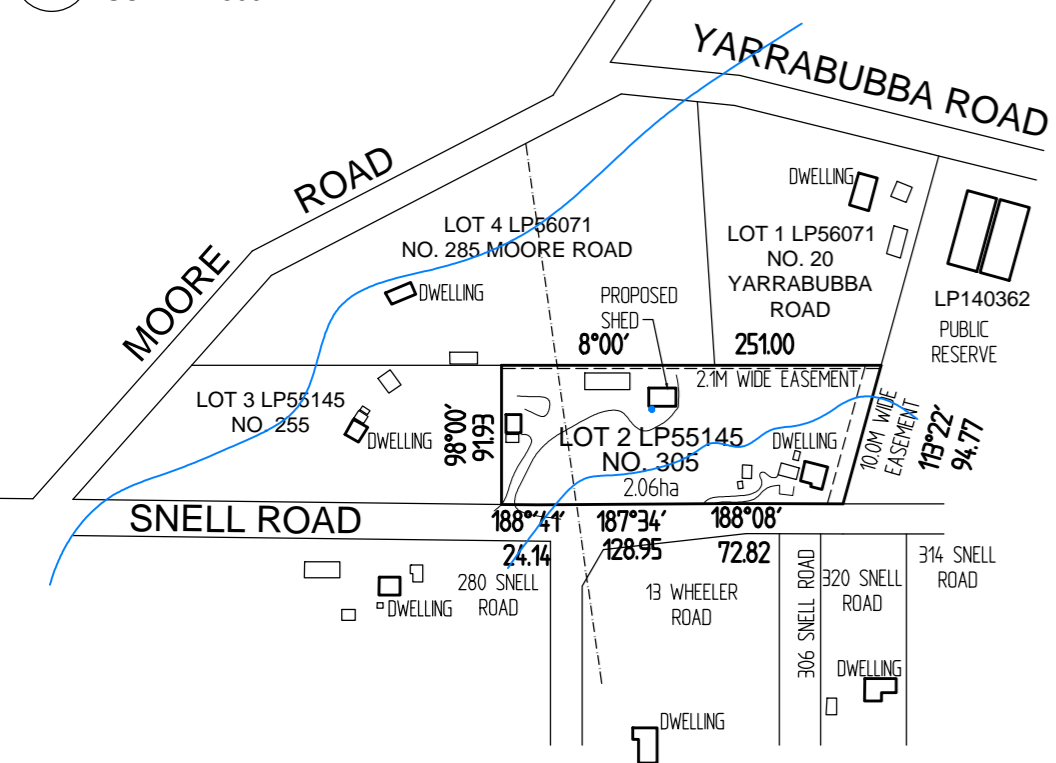 YARRABUBBA ROAD
MOORE ROAD
DWELLING
LOT 4 LP56071
NO. 285 MOORE ROAD
LOT 1 LP56071
NO. 20
YARRABUBBA
ROAD
DWELLING
PROPOSED
SHED
LP140362
PUBLIC
RESERVE
8°00'
251.00
2.1M WIDE EASEMENT
LOT 3 LP55145
NO. 255
DWELLING
98°00'
91.93
LOT 2 LP55145
NO. 305
2.06ha
DWELLING
10.0M WIDE
EASEMENT
113°22'
94.77
SNELL ROAD
188°41'
24.14
187°34'
128.95
188°08'
72.82
280 SNELL
ROAD
DWELLING
13 WHEELER
ROAD
306 SNELL ROAD
320 SNELL
ROAD
314 SNELL
ROAD
DWELLING
DWELLING